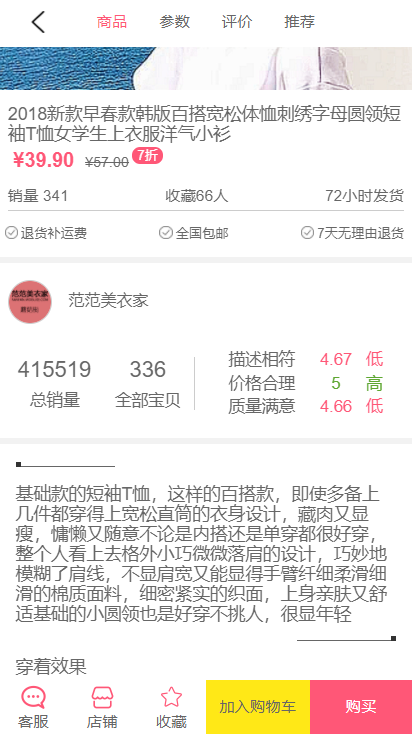 商品 参数 评价 推荐
2018新款早春款韩版百搭宽松体恤刺绣字母圆领短
袖T恤女学生上衣服洋气小衫
¥39.90 ¥57.00 7折
销量 341 收藏66人 72小时发货
退货补运费 全国包邮 7天无理由退货
范范美衣家
范范美衣家
415519 336
总销量 全部宝贝
描述相符 4.67 低
价格合理 5 高
质量满意 4.66 低
基础款的短袖T恤，这样的百搭款，即使多备上
几件都穿得上宽松直筒的衣身设计，藏肉又显
瘦，慵懒又随意不论是内搭还是单穿都很好穿，
整个人看上去格外小巧微微落肩的设计，巧妙地
模糊了肩线，不显肩宽又能显得手臂纤细柔滑细
滑的棉质面料，细密紧实的织面，上身亲肤又舒
适基础的小圆领也是好穿不挑人，很显年轻
穿着效果
客服 店铺 收藏 加入购物车 购买